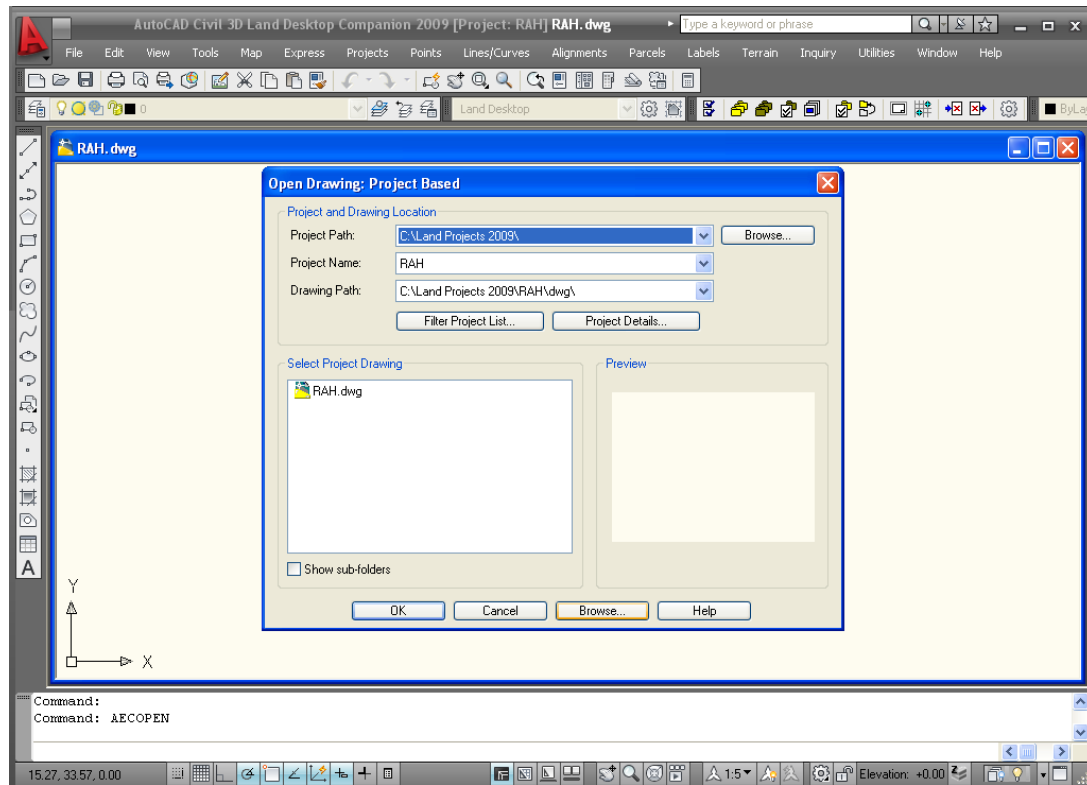 AutoCAD Civil 3D Land Desktop Companion 2009 [Project: RAH] RAH.dwg Type a keyword or phrase
File Edit View Tools Map Express Projects Points Lines/Curves Alignments Parcels Labels Terrain Inquiry Utilities Window Help
0 Land Desktop ByLa
RAH.dwg
Open Drawing: Project Based
Project and Drawing Location
Project Path: C:\Land Projects 2009\ Browse...
Project Name: RAH
Drawing Path: C:\Land Projects 2009\RAH\dwg\
Filter Project List... Project Details...
Select Project Drawing Preview
RAH.dwg
Show sub-folders
OK Cancel Browse... Help
A
Y
X
Command:
Command: AECOPEN
15.27, 33.57, 0.00 1:5 Elevation: +0.00